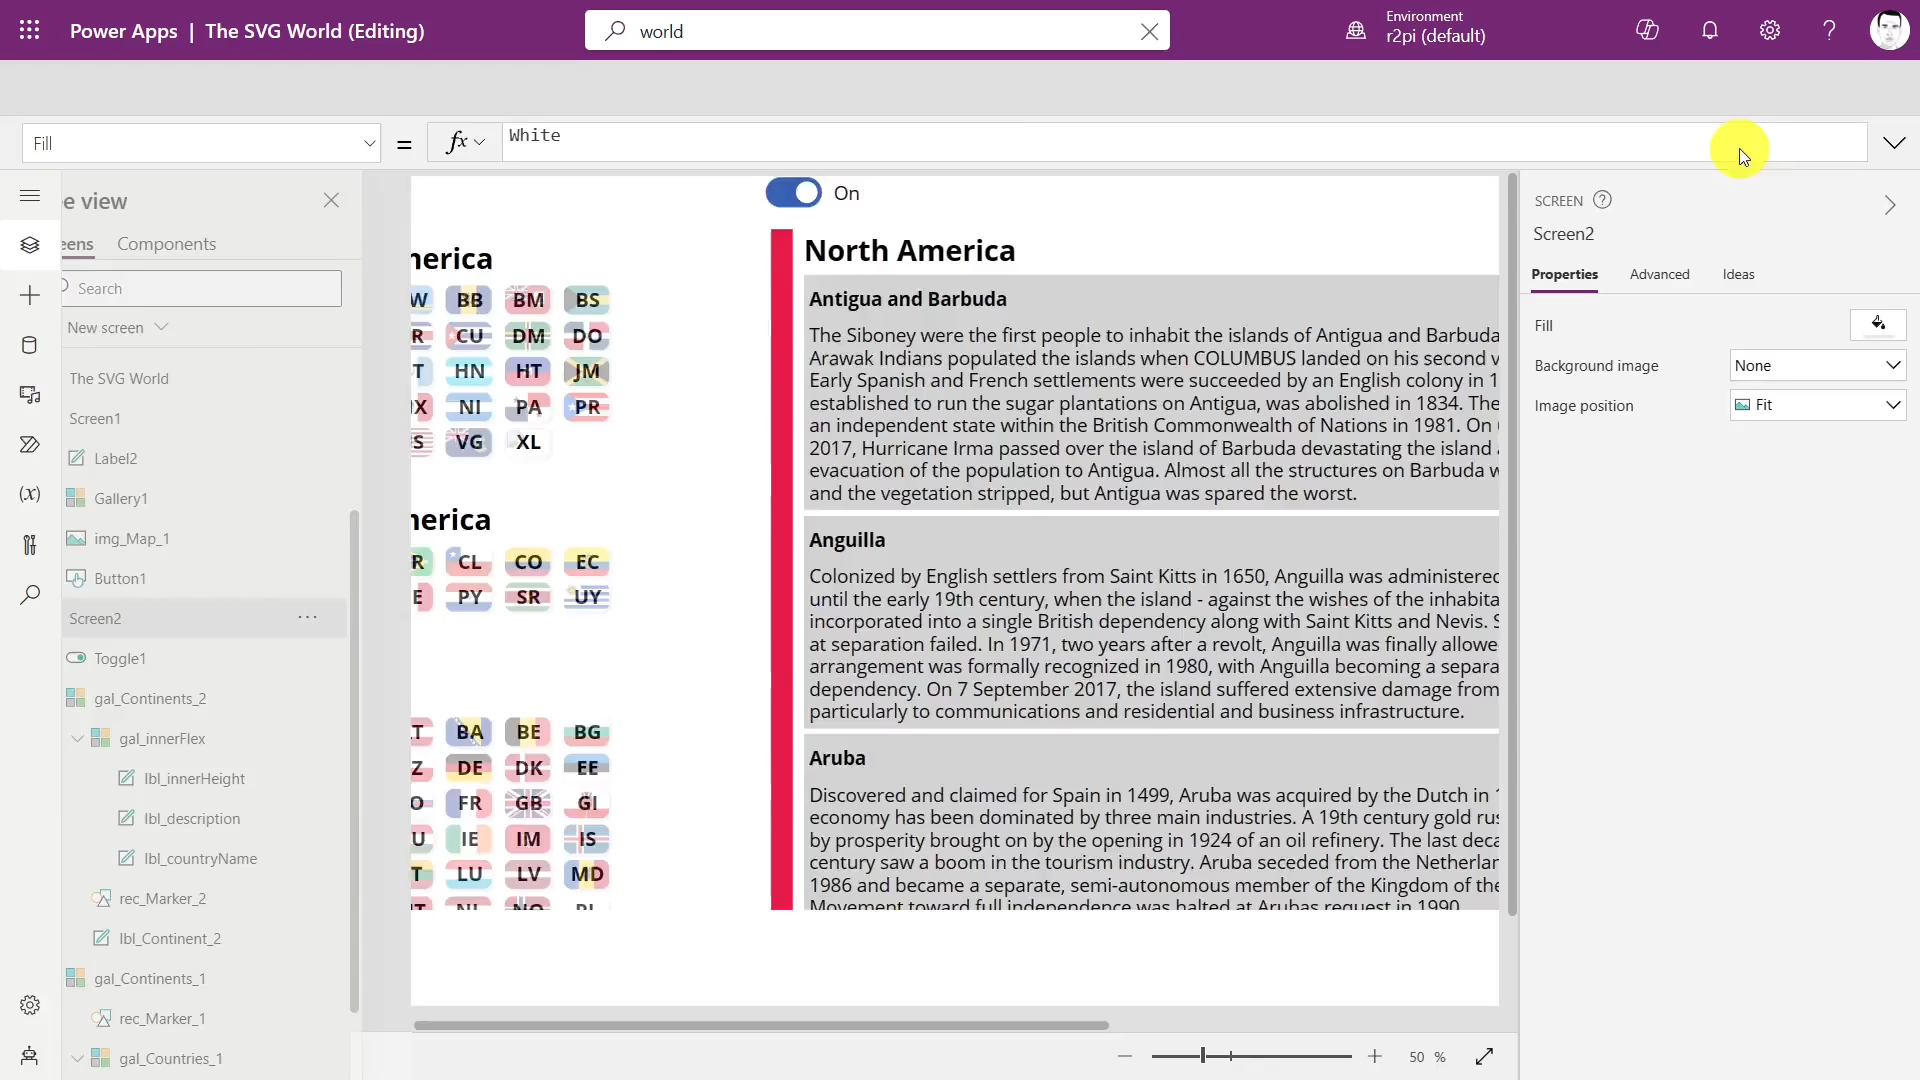 Power Apps | The SVG World (Editing)
world
Environment
r2pi (default)
Fill
=
fx
White
e view
eens
Components
Search
New screen
The SVG World
Screen1
Label2
Gallery1
img_Map_1
Button1
Screen2
Toggle1
gal_Continents_2
gal_innerFlex
lbl_innerHeight
lbl_description
lbl_countryName
rec_Marker_2
lbl_Continent_2
gal_Continents_1
rec_Marker_1
gal_Countries_1
nerica
W BB BM BS
R CU DM DO
T HN HT JM
X NI PA PR
S VG XL
nerica
R CL CO EC
E PY SR UY
T BA BE BG
Z DE DK EE
O FR GB GI
U IE IM IS
T LU LV MD
On
North America
Antigua and Barbuda
The Siboney were the first people to inhabit the islands of Antigua and Barbuda
Arawak Indians populated the islands when COLUMBUS landed on his second v
Early Spanish and French settlements were succeeded by an English colony in 1
established to run the sugar plantations on Antigua, was abolished in 1834. The
an independent state within the British Commonwealth of Nations in 1981. On
2017, Hurricane Irma passed over the island of Barbuda devastating the island
evacuation of the population to Antigua. Almost all the structures on Barbuda w
and the vegetation stripped, but Antigua was spared the worst.
Anguilla
Colonized by English settlers from Saint Kitts in 1650, Anguilla was administered
until the early 19th century, when the island - against the wishes of the inhabita
incorporated into a single British dependency along with Saint Kitts and Nevis. S
at separation failed. In 1971, two years after a revolt, Anguilla was finally allowe
arrangement was formally recognized in 1980, with Anguilla becoming a separa
dependency. On 7 September 2017, the island suffered extensive damage from
particularly to communications and residential and business infrastructure.
Aruba
Discovered and claimed for Spain in 1499, Aruba was acquired by the Dutch in 1
economy has been dominated by three main industries. A 19th century gold rus
by prosperity brought on by the opening in 1924 of an oil refinery. The last deca
century saw a boom in the tourism industry. Aruba seceded from the Netherlan
1986 and became a separate, semi-autonomous member of the Kingdom of the
Movement toward full independence was halted at Arubas request in 1990.
SCREEN
Screen2
Properties
Advanced
Ideas
Fill
Background image
None
Image position
Fit
50 %